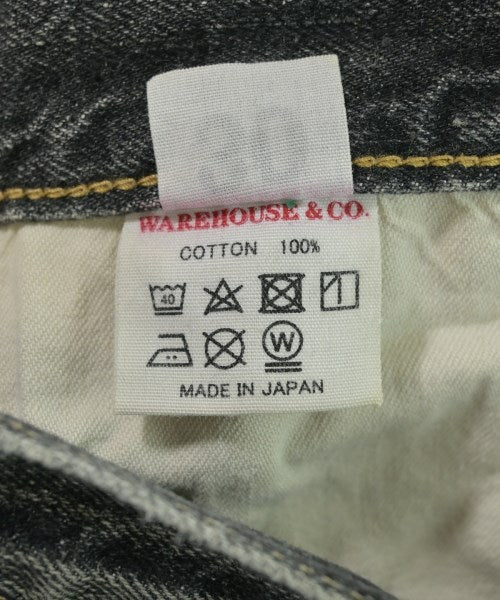 WAREHOUSE & CO.
COTTON 100%
40
W
MADE IN JAPAN